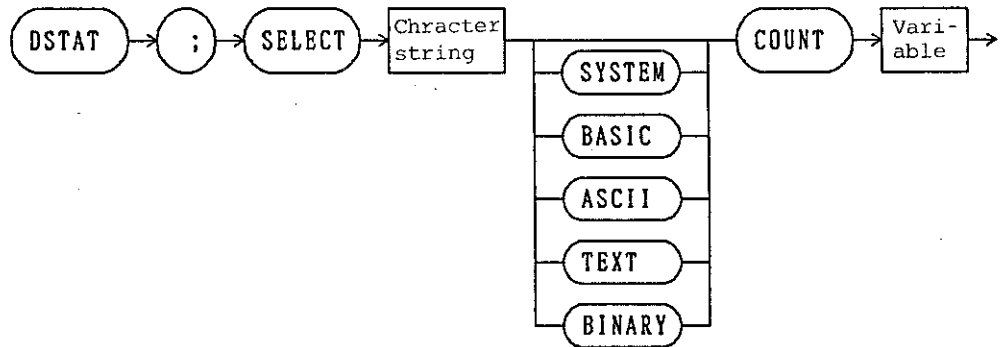 DSTAT ; SELECT Chracter COUNT Vari-
string able
SYSTEM
BASIC
ASCII
TEXT
BINARY